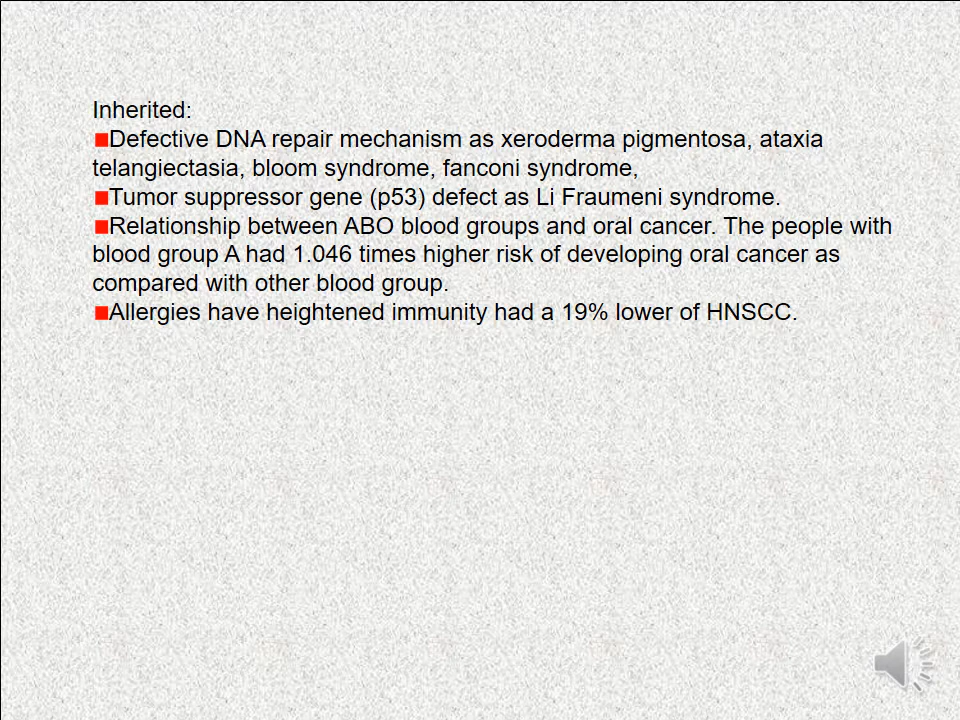 Inherited:
Defective DNA repair mechanism as xeroderma pigmentosa, ataxia
telangiectasia, bloom syndrome, fanconi syndrome,
Tumor suppressor gene (p53) defect as Li Fraumeni syndrome.
Relationship between ABO blood groups and oral cancer. The people with
blood group A had 1.046 times higher risk of developing oral cancer as
compared with other blood group.
Allergies have heightened immunity had a 19% lower of HNSCC.